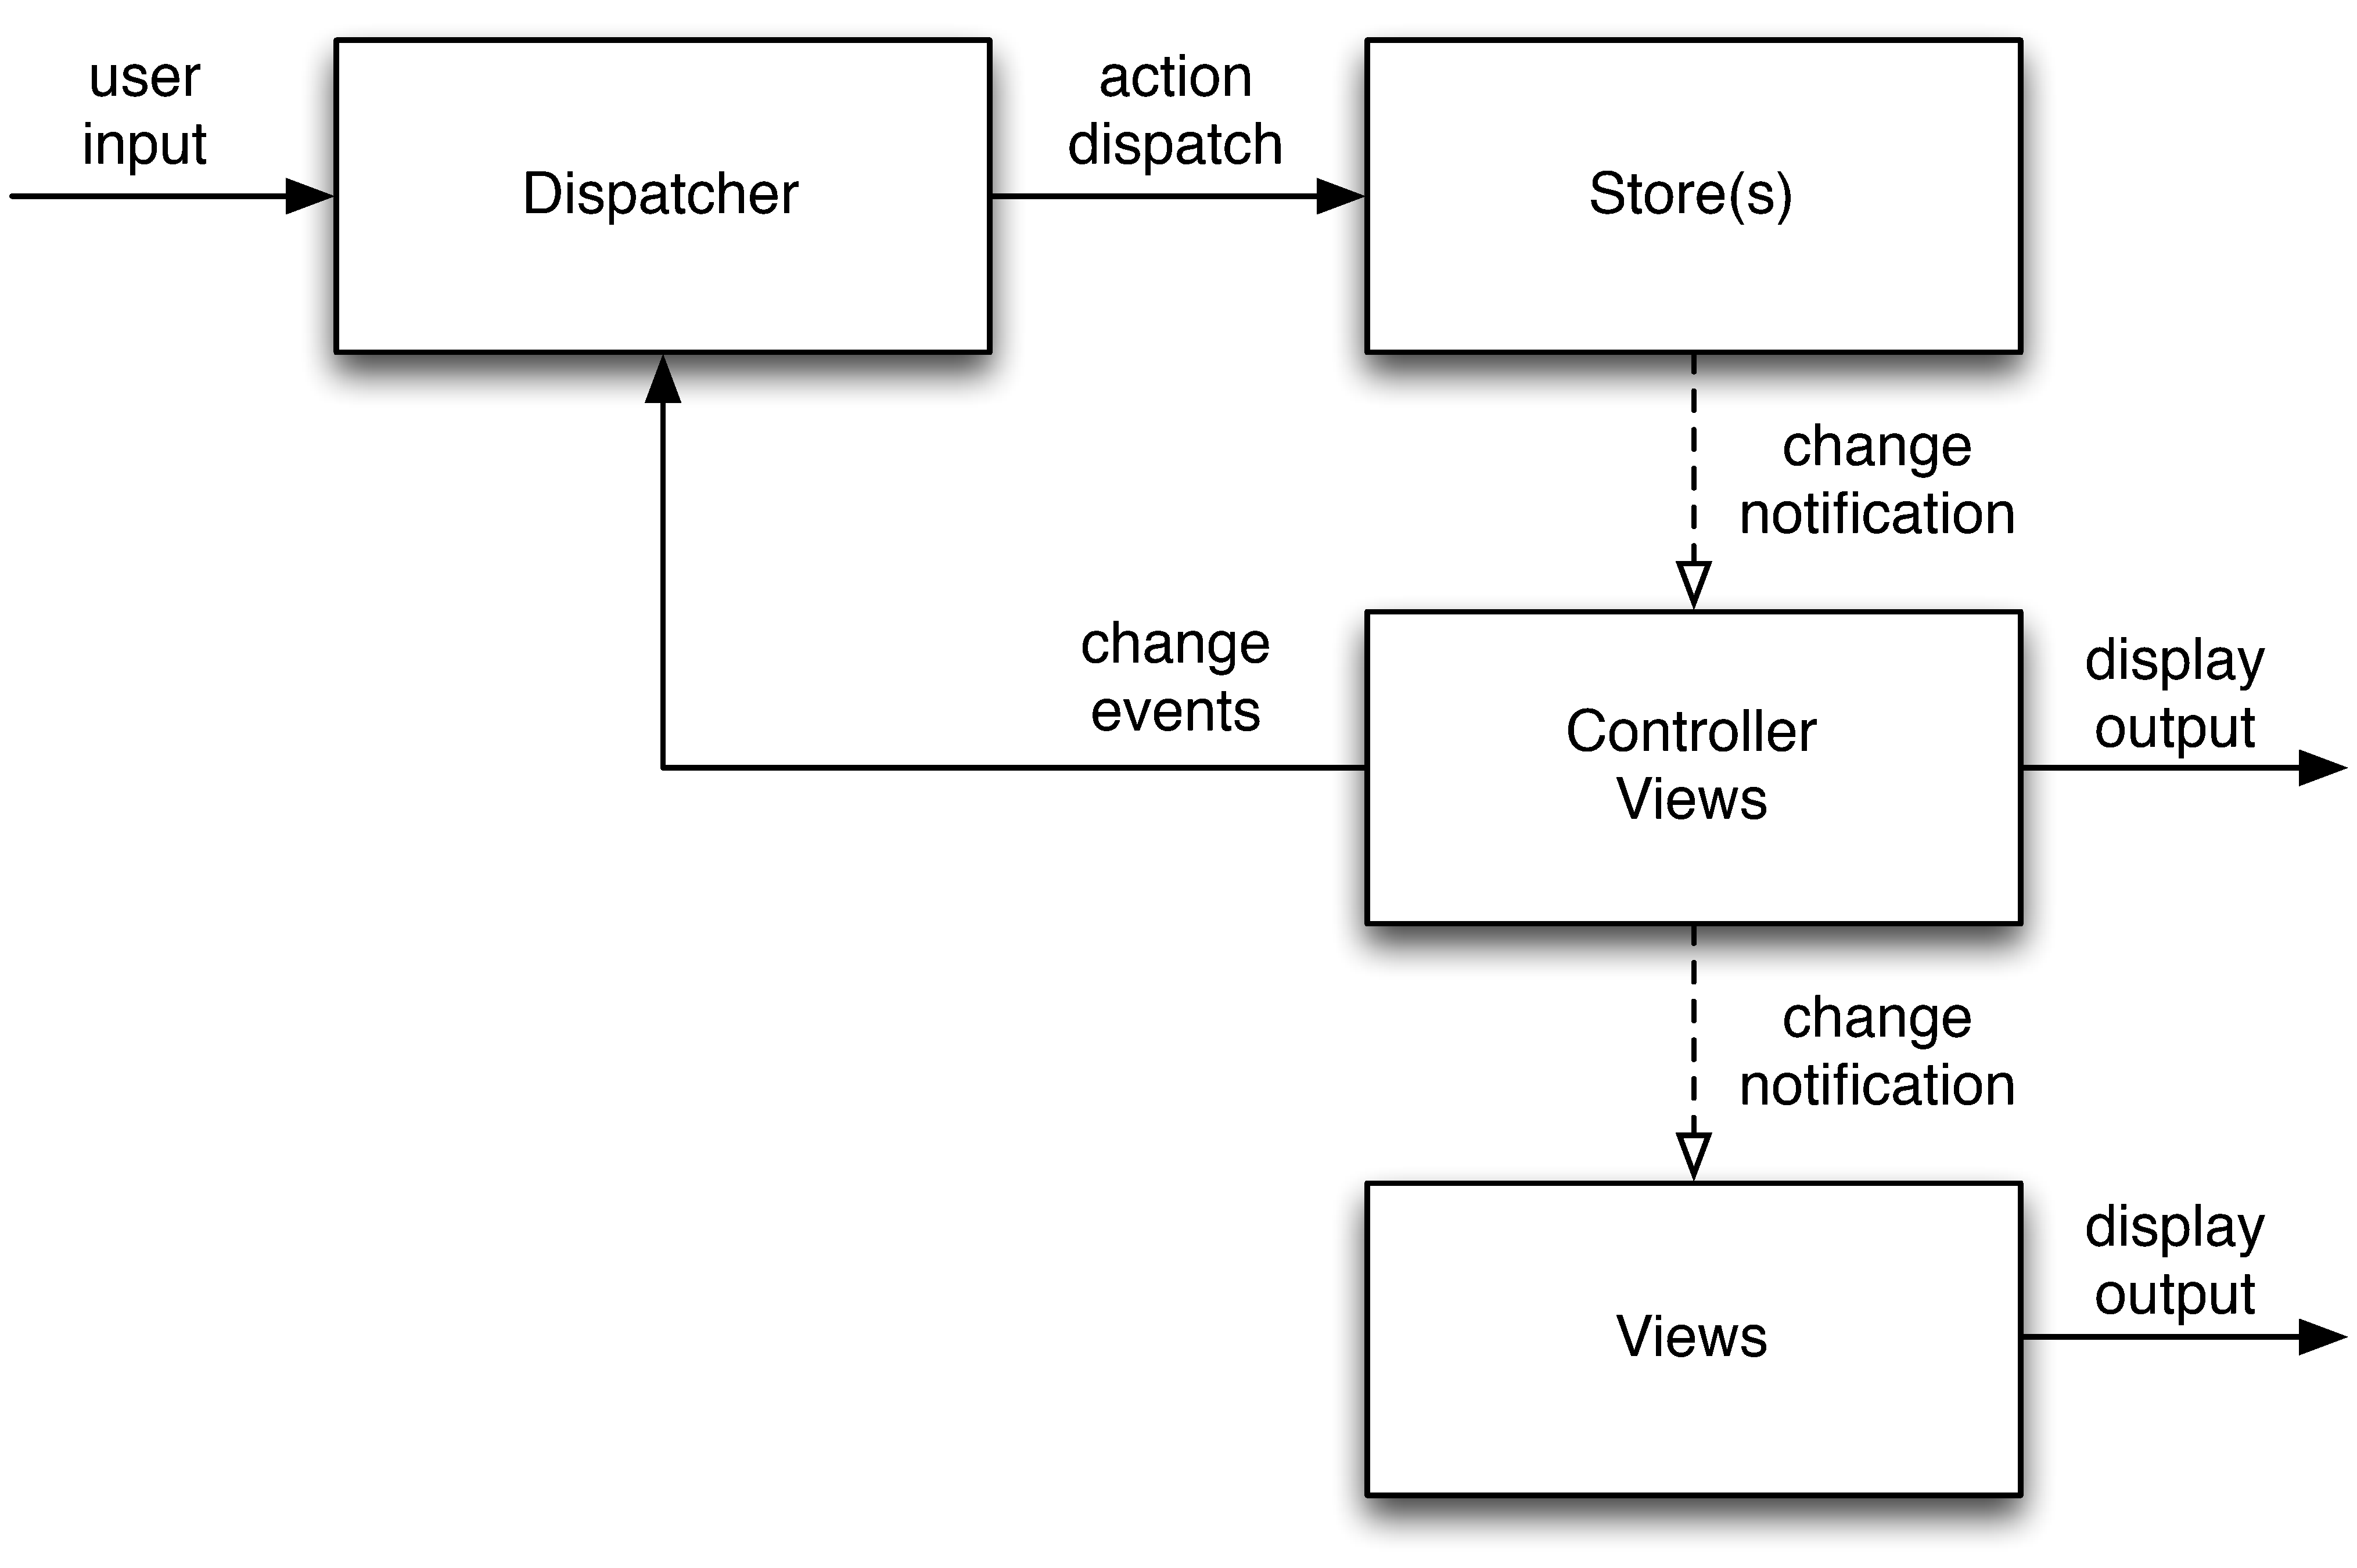 user
input
Dispatcher
action
dispatch
Store(s)
change
notification
change
events
Controller
Views
display
output
change
notification
Views
display
output